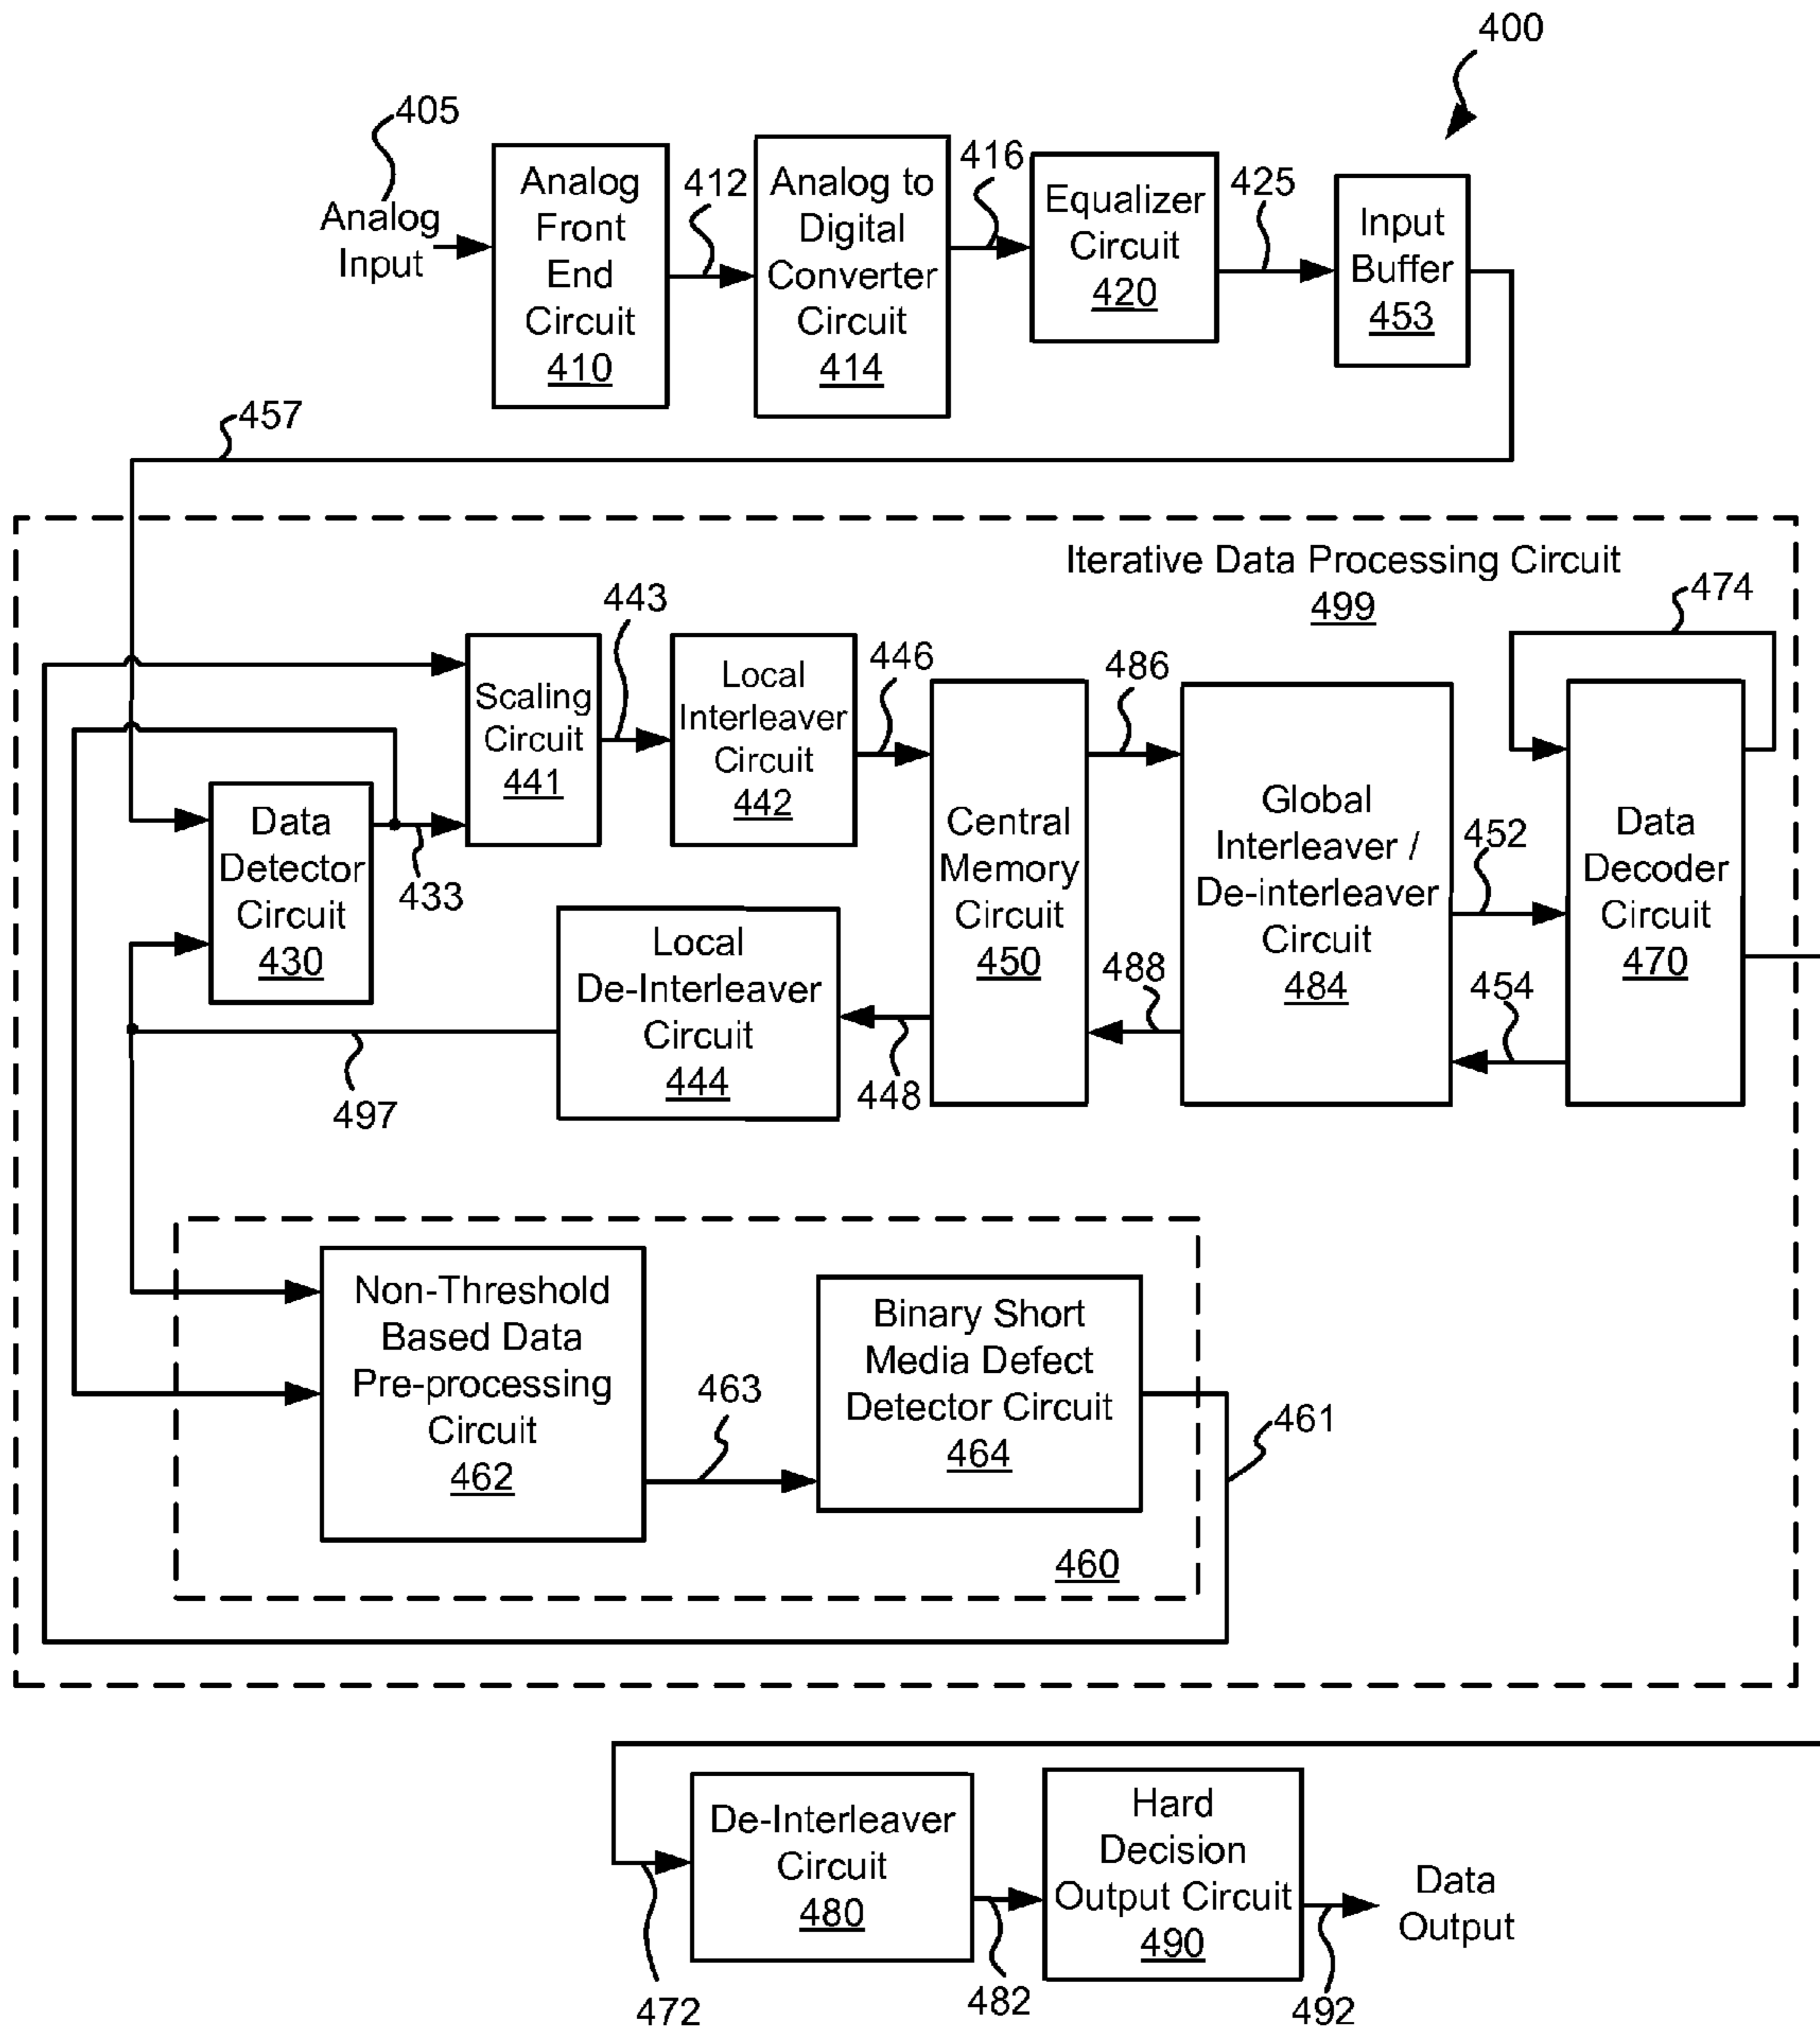 400
405
Analog
Input
Analog
Front
End
Circuit
410
412
Analog to
Digital
Converter
Circuit
414
416
Equalizer
Circuit
420
425
Input
Buffer
453
457
Iterative Data Processing Circuit
499
474
443
Scaling
Circuit
441
Local
Interleaver
Circuit
442
446
486
Central
Memory
Circuit
450
Global
Interleaver /
De-interleaver
Circuit
484
452
Data
Decoder
Circuit
470
Data
Detector
Circuit
430
433
Local
De-Interleaver
Circuit
444
448
488
454
497
Non-Threshold
Based Data
Pre-processing
Circuit
462
463
Binary Short
Media Defect
Detector Circuit
464
461
460
De-Interleaver
Circuit
480
Hard
Decision
Output Circuit
490
Data
Output
472
482
492